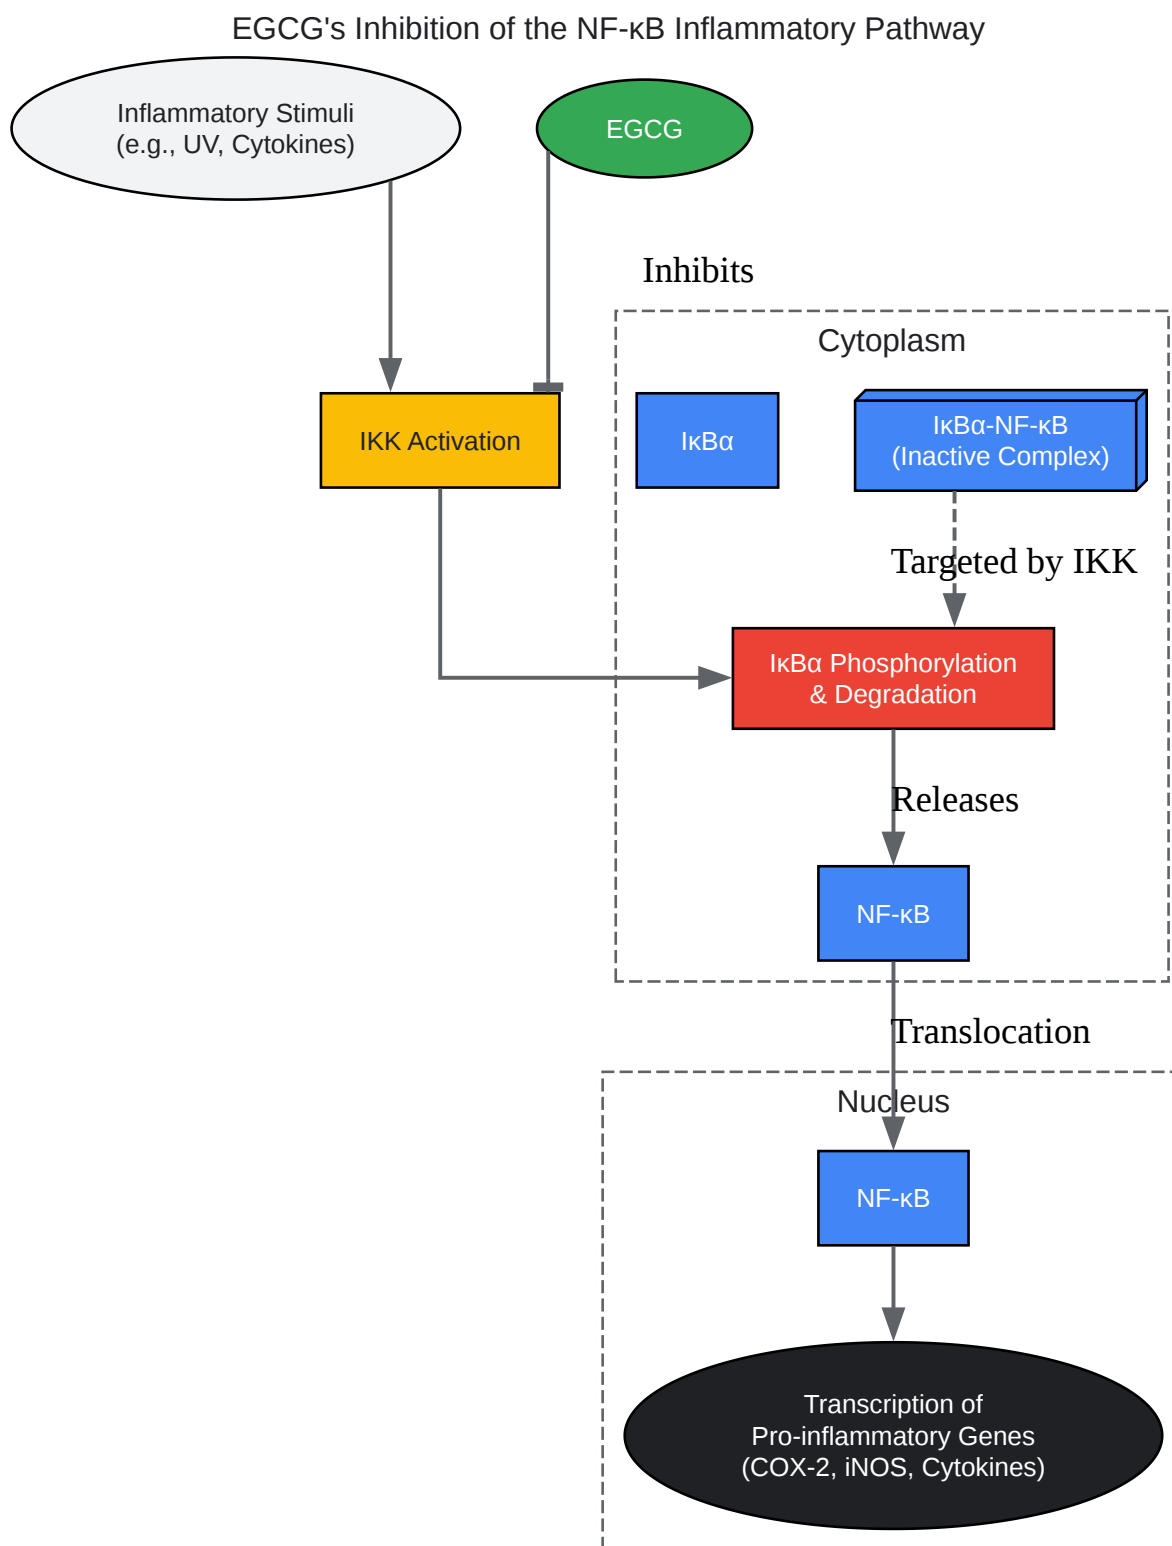 EGCG's Inhibition of the NF-κB Inflammatory Pathway
Inflammatory Stimuli
(e.g., UV, Cytokines)
EGCG
Inhibits
Cytoplasm
IKK Activation
IκBα
IκBα-NF-κB
(Inactive Complex)
Targeted by IKK
IκBα Phosphorylation
& Degradation
Releases
NF-κB
Translocation
Nucleus
NF-κB
Transcription of
Pro-inflammatory Genes
(COX-2, iNOS, Cytokines)